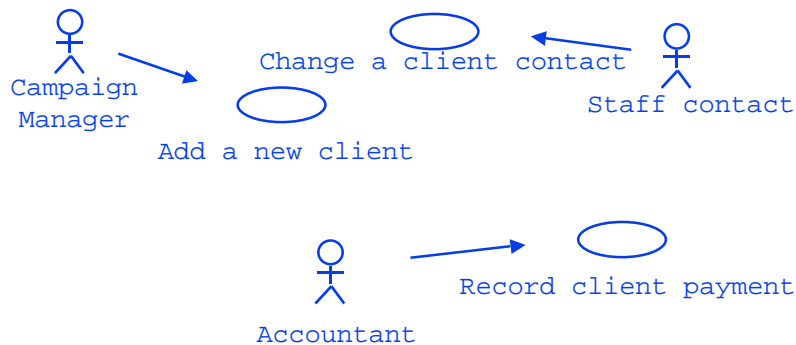 Change a client contact
Campaign
Manager
Staff contact
Add a new client
Record client payment
Accountant